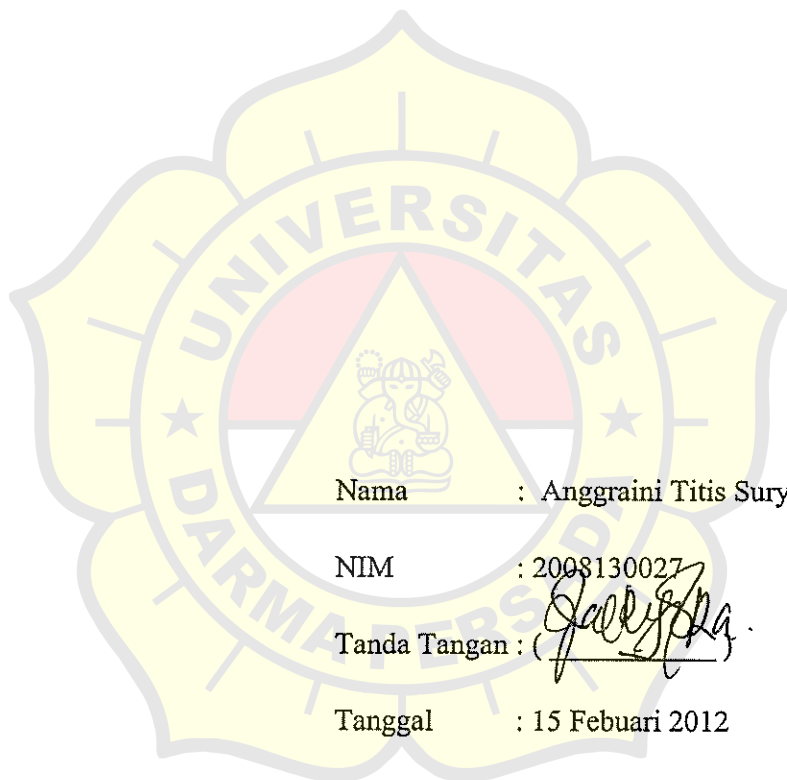 UNIVERSITAS
DARMA PERSADA
Nama : Anggraini Titis Sury
NIM : 2008130027
Tanda Tangan : ( )
Tanggal : 15 Febuari 2012